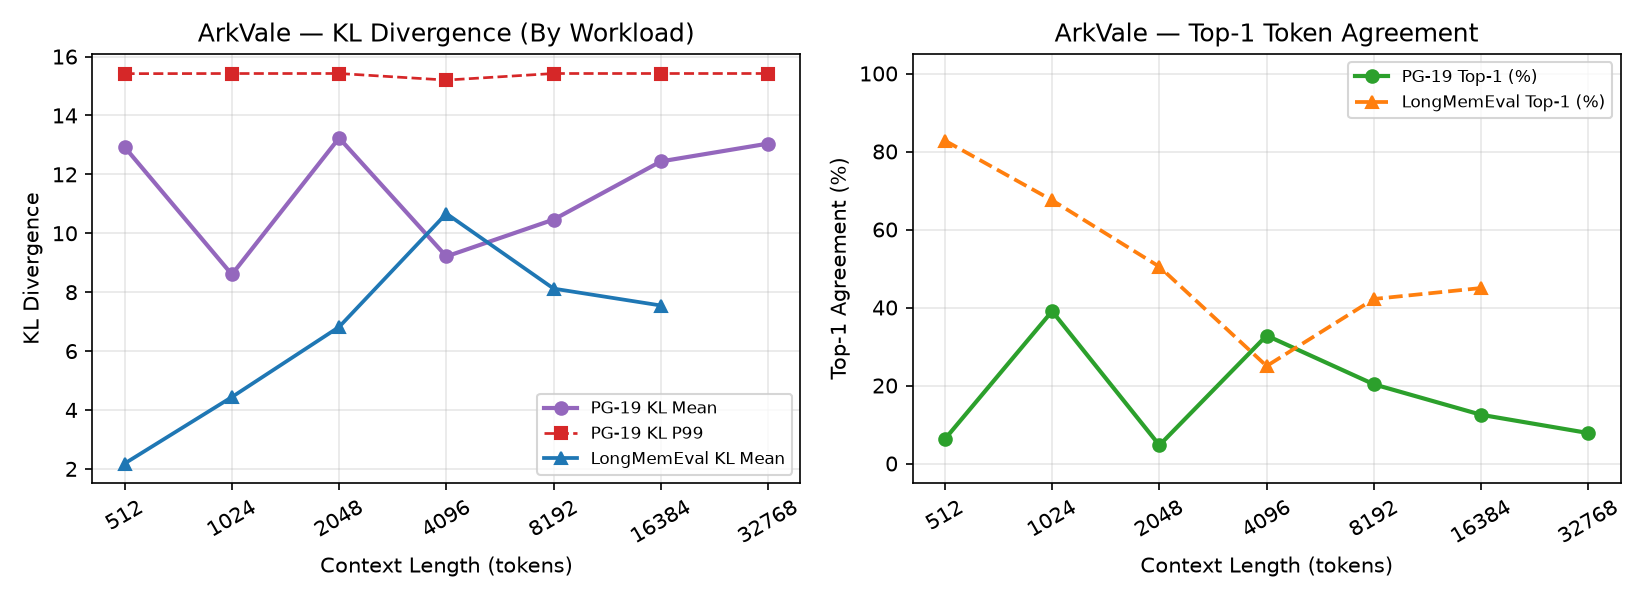 ArkVale — KL Divergence (By Workload)
16
14
12
10
8
6
4
2
KL Divergence
PG-19 KL Mean
PG-19 KL P99
LongMemEval KL Mean
512
1024
2048
4096
8192
16384
32768
Context Length (tokens)
ArkVale — Top-1 Token Agreement
100
80
60
40
20
0
Top-1 Agreement (%)
PG-19 Top-1 (%)
LongMemEval Top-1 (%)
512
1024
2048
4096
8192
16384
32768
Context Length (tokens)